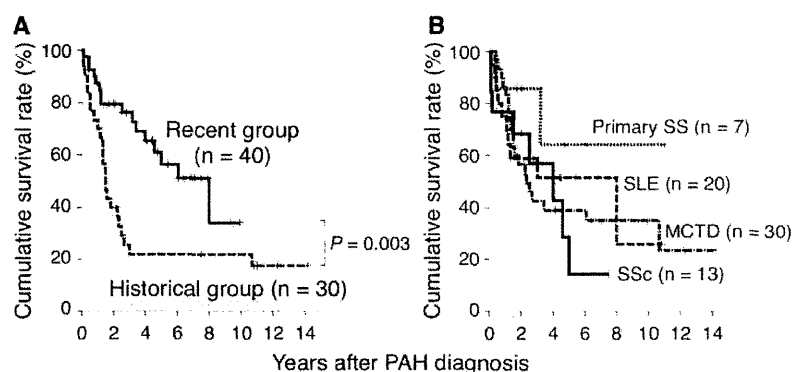 A
Cumulative survival rate (%)
100
80
60
40
20
0
Recent group
(n = 40)
P = 0.003
Historical group (n = 30)
0 2 4 6 8 10 12 14
B
Cumulative survival rate (%)
100
80
60
40
20
0
Primary SS (n = 7)
SLE (n = 20)
MCTD (n = 30)
SSc (n = 13)
0 2 4 6 8 10 12 14
Years after PAH diagnosis